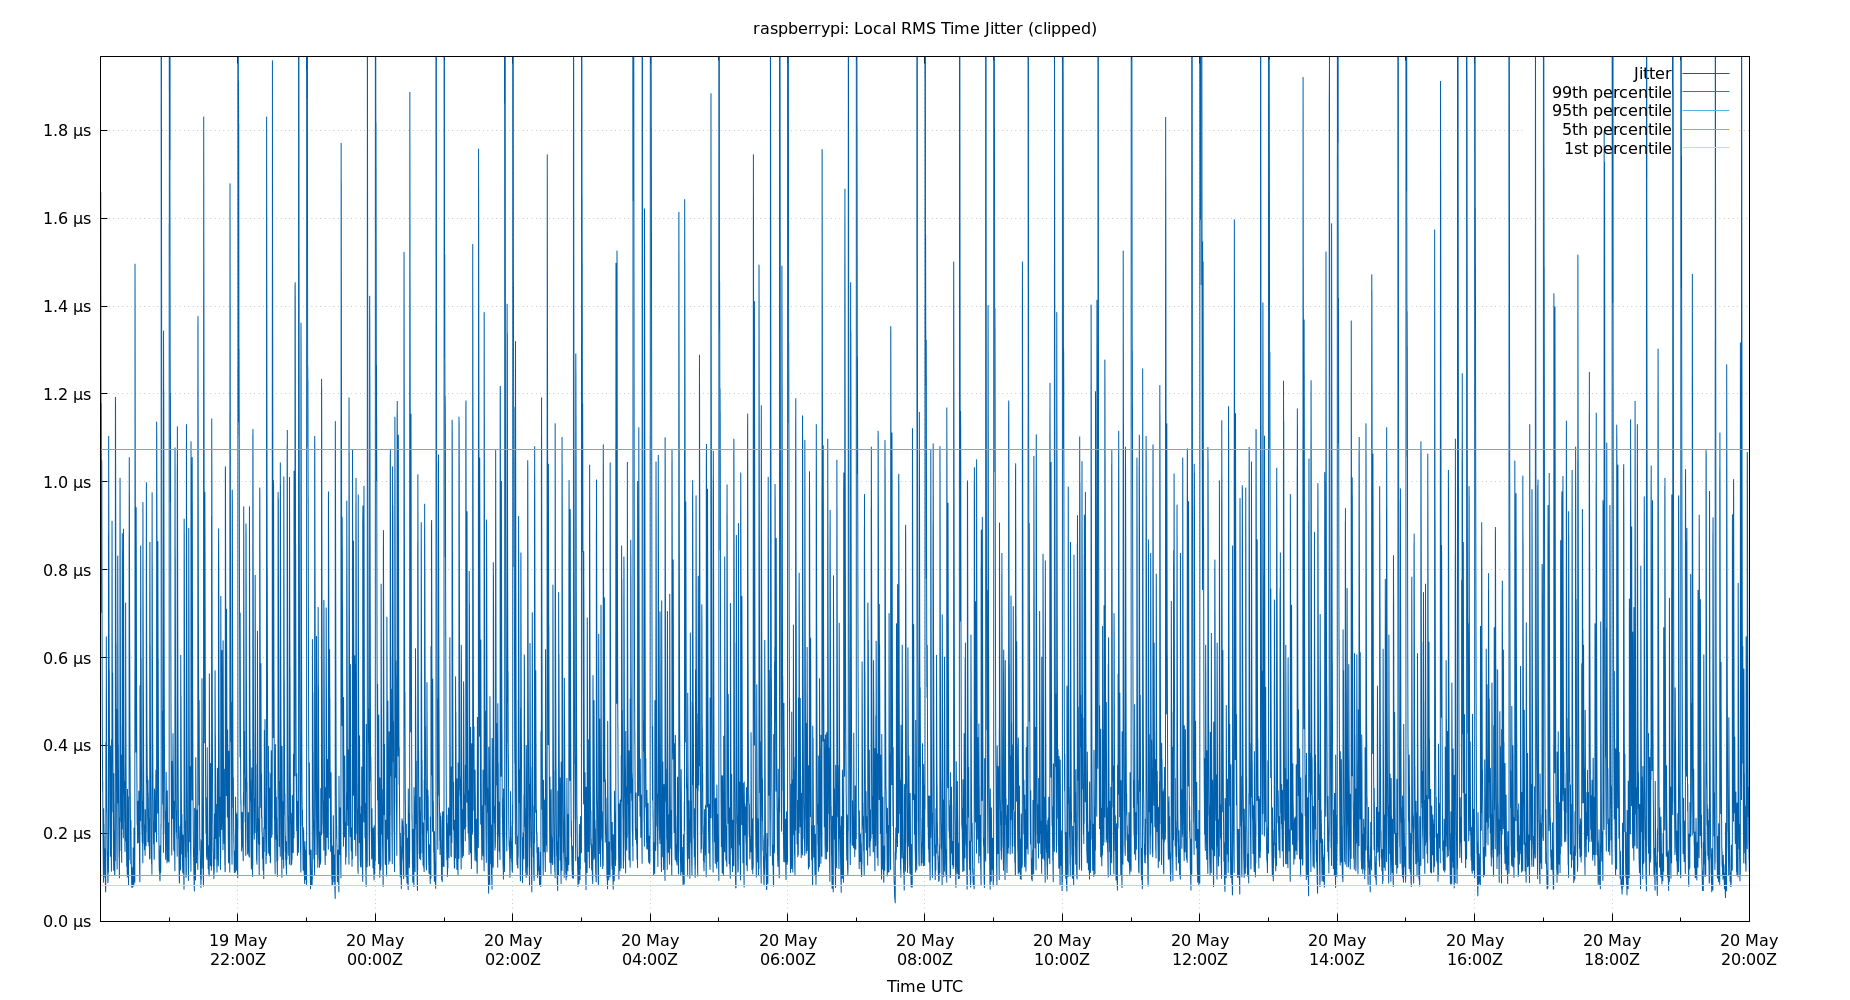 raspberrypi: Local RMS Time Jitter (clipped)
Jitter
99th percentile
95th percentile
5th percentile
1st percentile
1.8 µs
1.6 µs
1.4 µs
1.2 µs
1.0 µs
0.8 µs
0.6 µs
0.4 µs
0.2 µs
0.0 µs
19 May 20 May 20 May 20 May 20 May 20 May 20 May 20 May 20 May 20 May 20 May 20 May
22:00Z 00:00Z 02:00Z 04:00Z 06:00Z 08:00Z 10:00Z 12:00Z 14:00Z 16:00Z 18:00Z 20:00Z
Time UTC